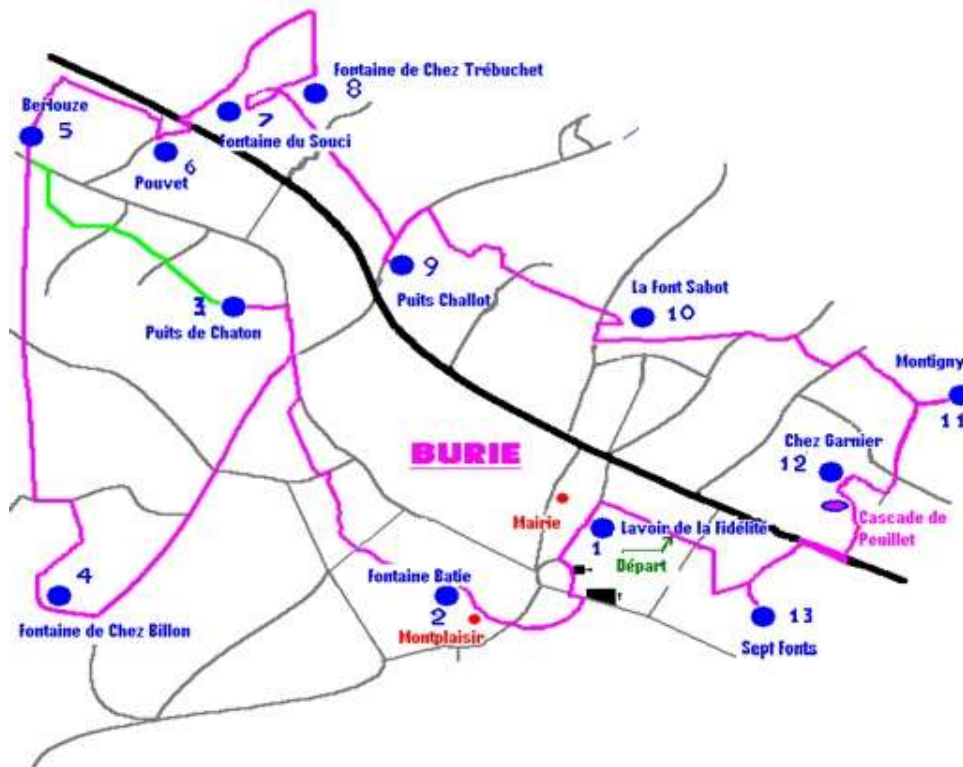 Fontaine de Chez Trébuchet
8
Berlouze
5
7
Fontaine du Souci
6
Pouvet
9
Puits Challot
La Font Sabot
10
3
Puits de Chaton
Montigny
11
BURIE
Chez Garnier
12
Mairie
Lavoir de la Fidélité
1
Cascade de
Peuillet
Départ
4
Fontaine Batie
2
Montplaisir
13
Fontaine de Chez Billon
Sept Fonts